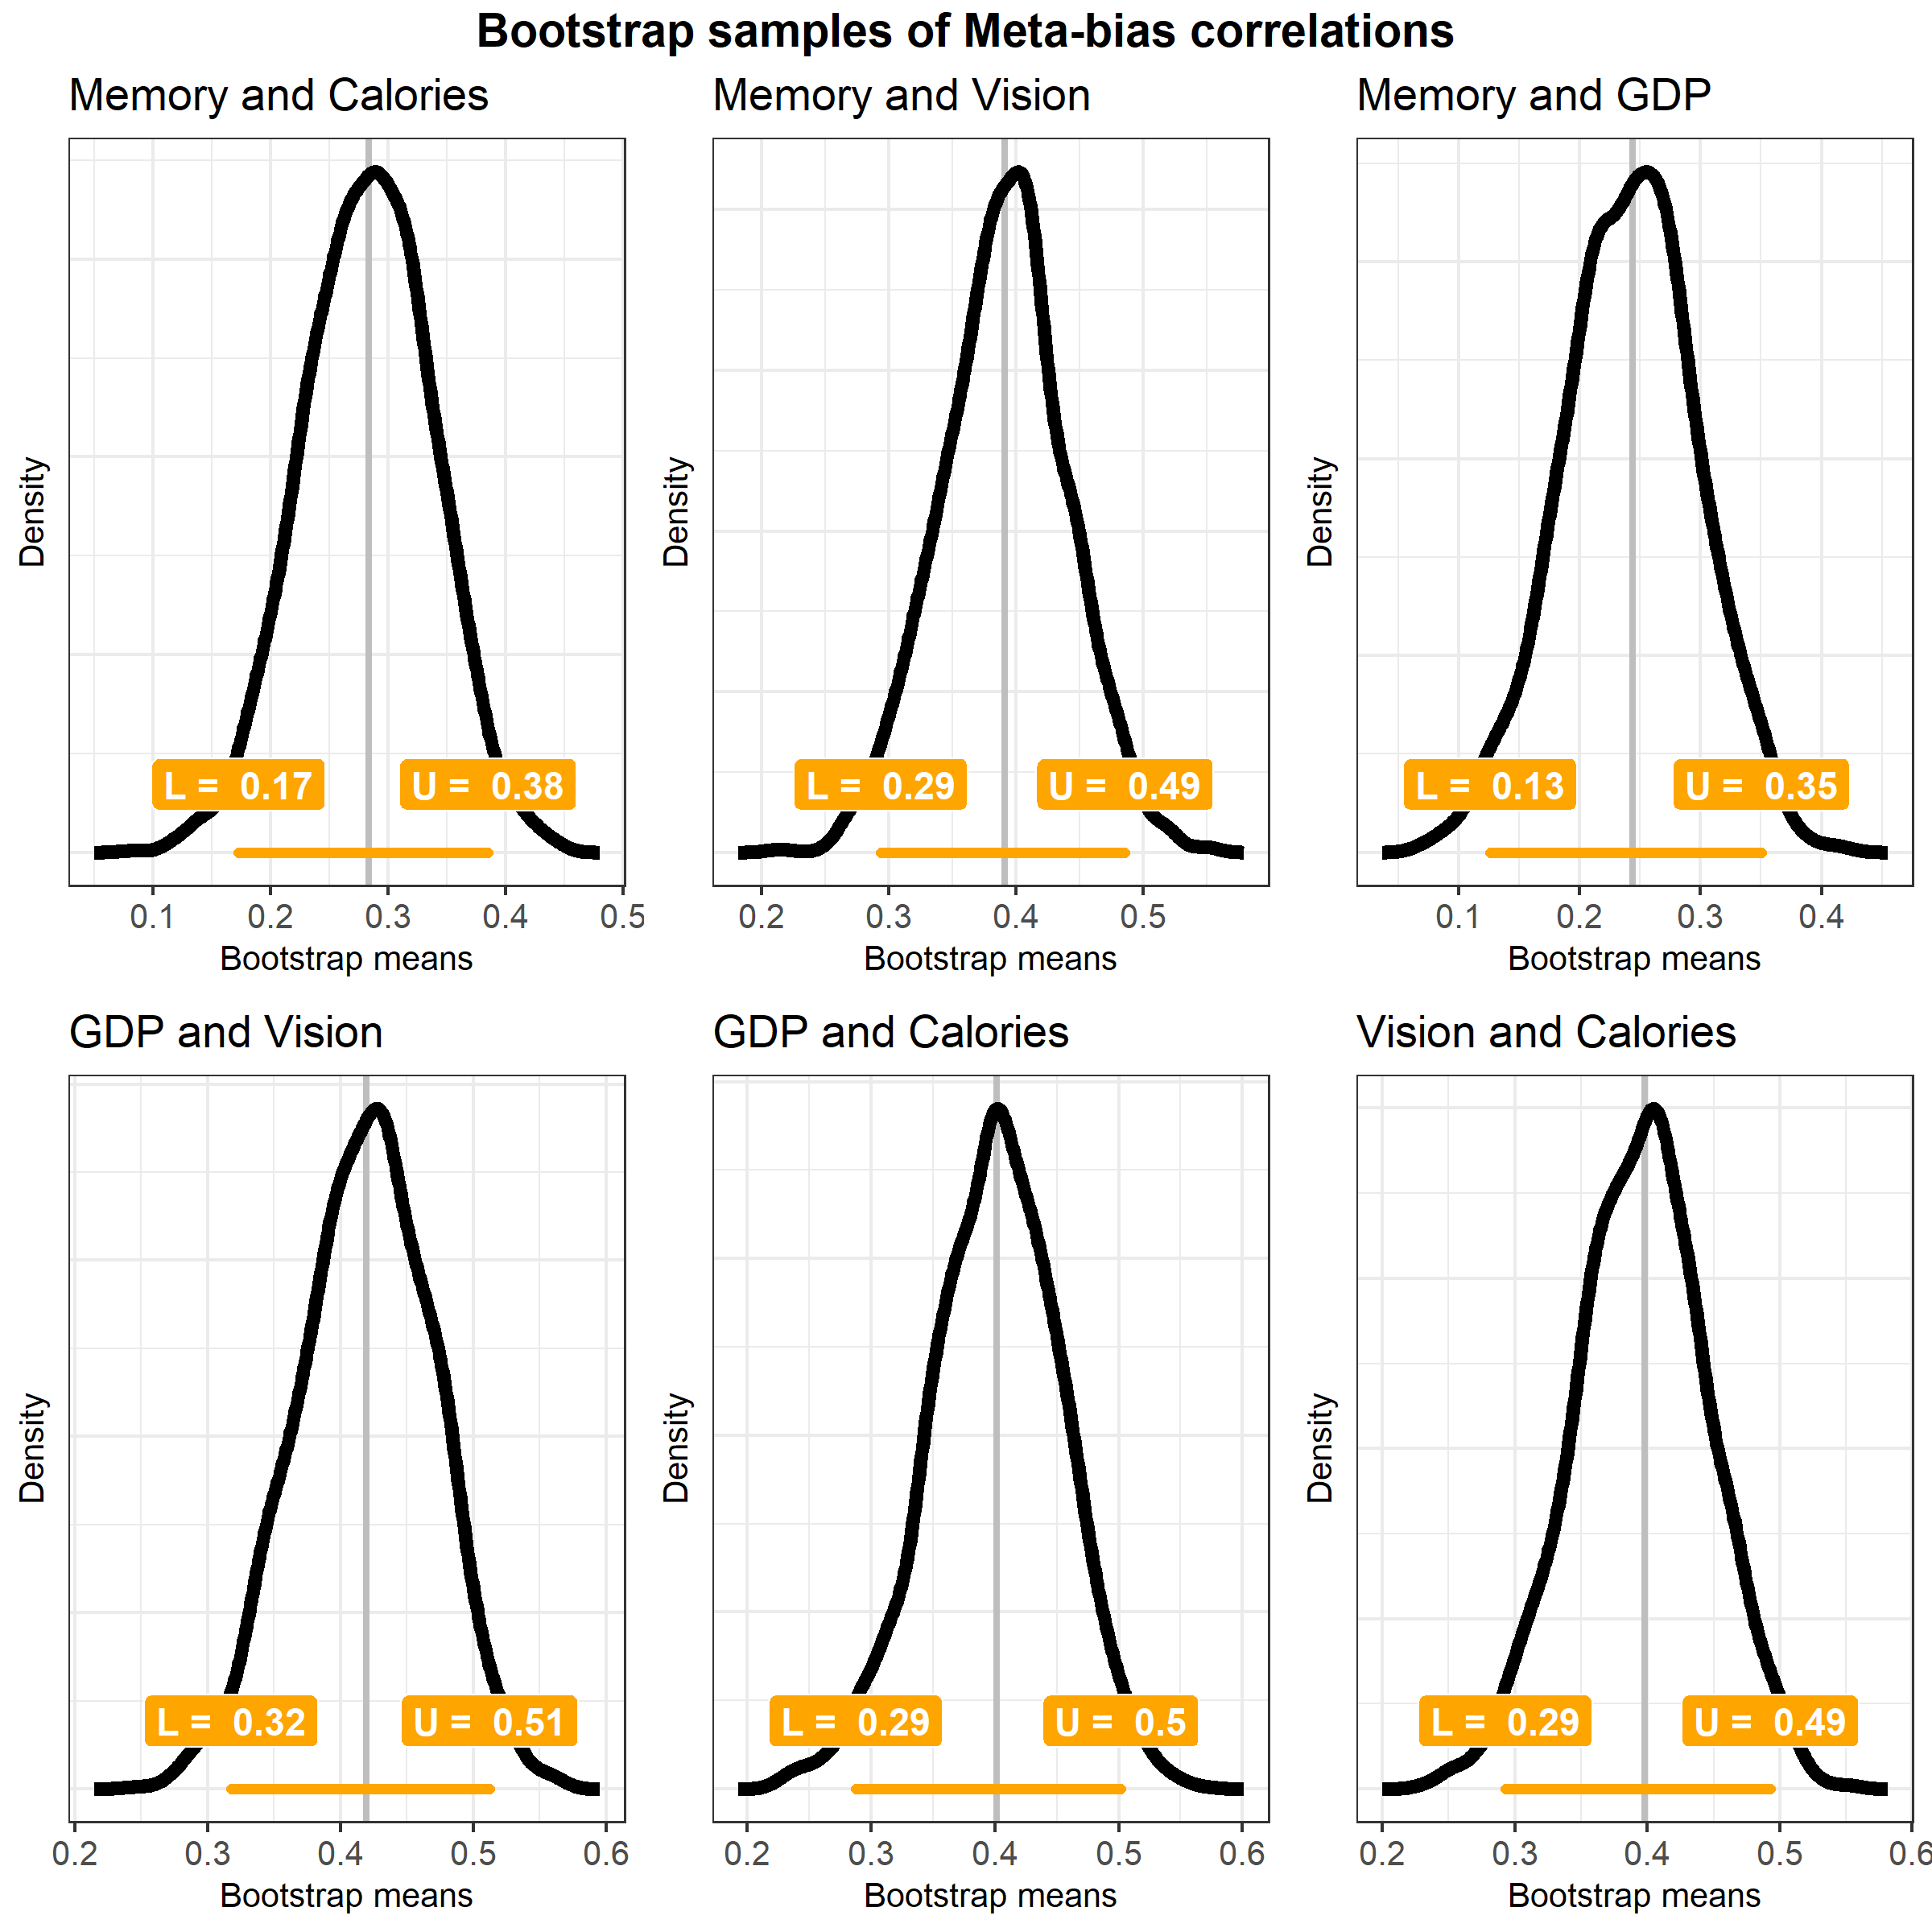 Bootstrap samples of Meta-bias correlations
Memory and Calories
Density
L = 0.17
U = 0.38
0.1 0.2 0.3 0.4 0.5
Bootstrap means
Memory and Vision
Density
L = 0.29
U = 0.49
0.2 0.3 0.4 0.5
Bootstrap means
Memory and GDP
Density
L = 0.13
U = 0.35
0.1 0.2 0.3 0.4
Bootstrap means
GDP and Vision
Density
L = 0.32
U = 0.51
0.2 0.3 0.4 0.5 0.6
Bootstrap means
GDP and Calories
Density
L = 0.29
U = 0.5
0.2 0.3 0.4 0.5 0.6
Bootstrap means
Vision and Calories
Density
L = 0.29
U = 0.49
0.2 0.3 0.4 0.5 0.6
Bootstrap means